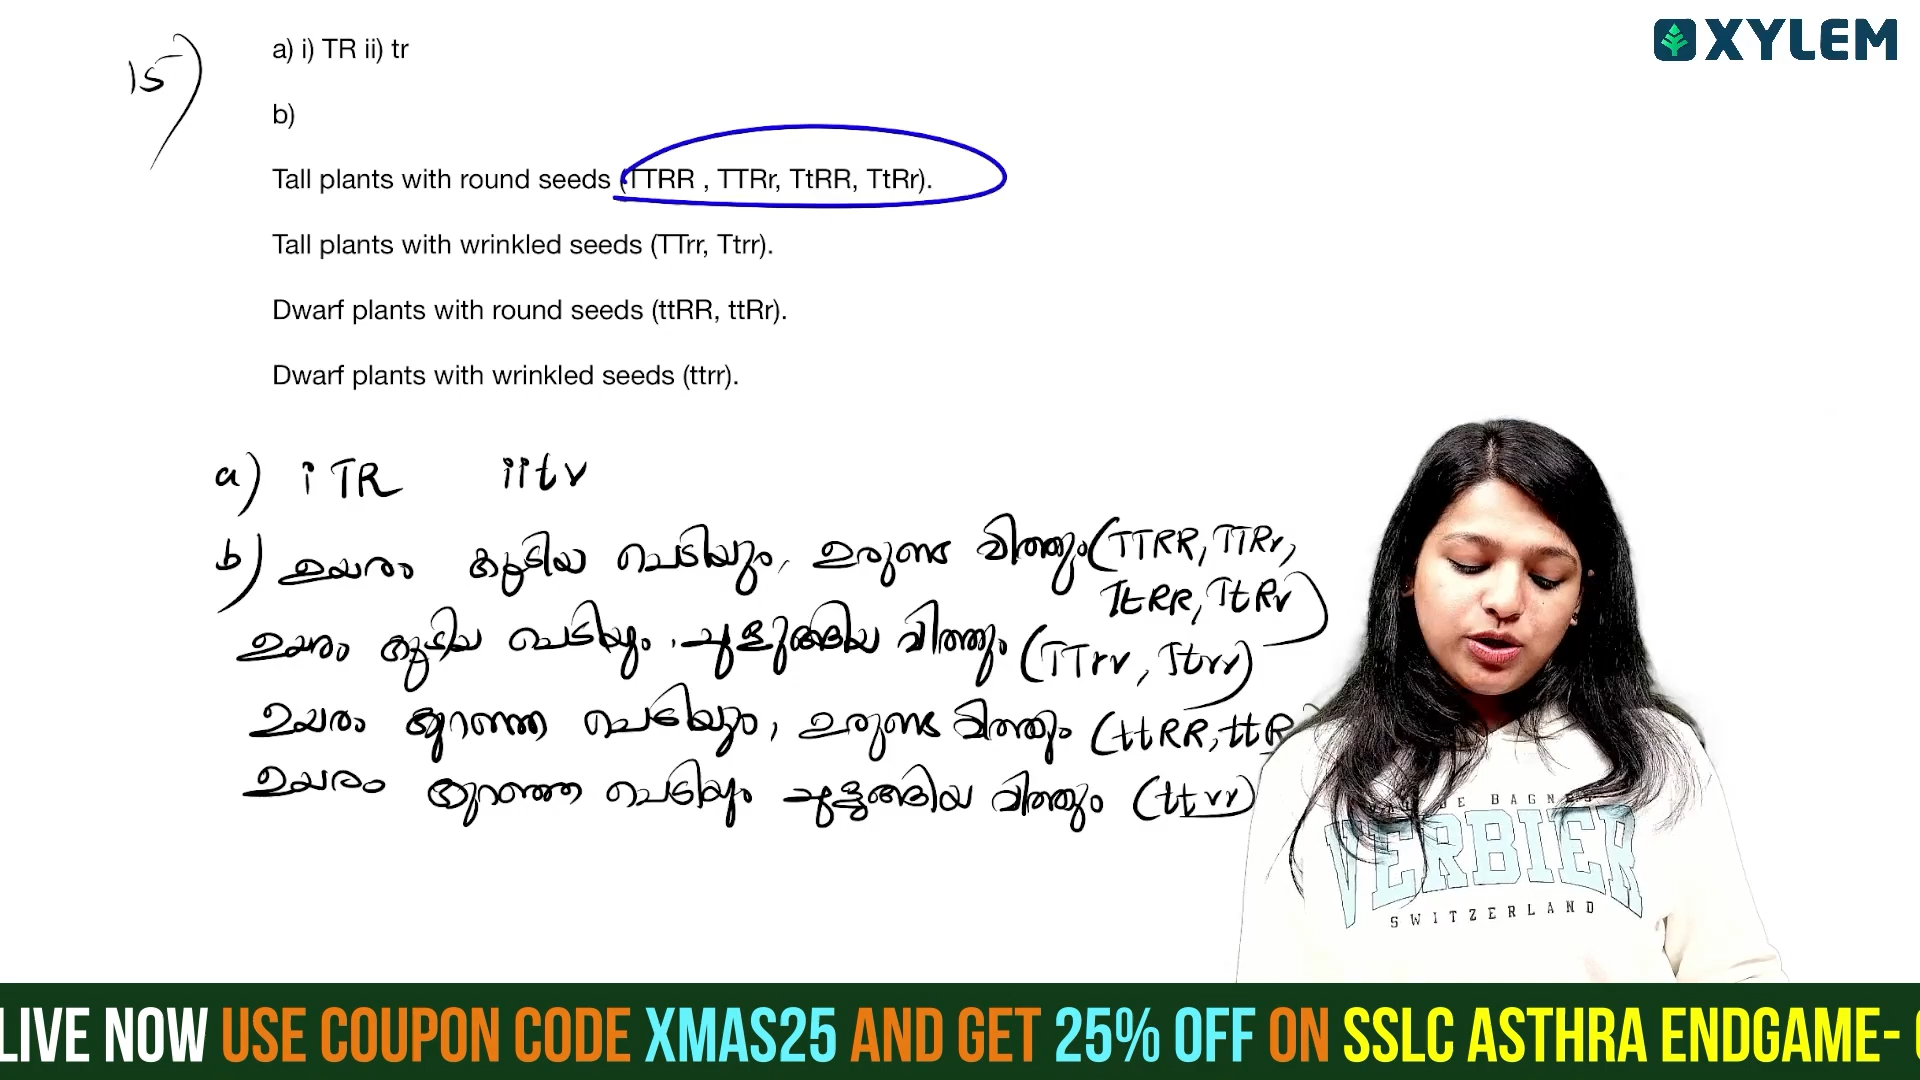 XYLEM
15)
a) i) TR ii) tr
b)
Tall plants with round seeds (TTRR , TTRr, TtRR, TtRr).
Tall plants with wrinkled seeds (TTrr, Ttrr).
Dwarf plants with round seeds (ttRR, ttRr).
Dwarf plants with wrinkled seeds (ttrr).
a) i TR ii tr
b) ഉയരം കൂടിയ ചെടിയും, ഉരുണ്ട വിത്തും (TTRR, TTRr,
TtRR, TtRr)
ഉയരം കൂടിയ ചെടിയും, ചുളുങ്ങിയ വിത്തും (TTrr, Ttrr)
ഉയരം കുറഞ്ഞ ചെടിയും, ഉരുണ്ട വിത്തും (ttRR, ttR
ഉയരം കുറഞ്ഞ ചെടിയും ചുളുങ്ങിയ വിത്തും (ttrr)
VERBIER
SWITZERLAND
LIVE NOW USE COUPON CODE XMAS25 AND GET 25% OFF ON SSLC ASTHRA ENDGAME-